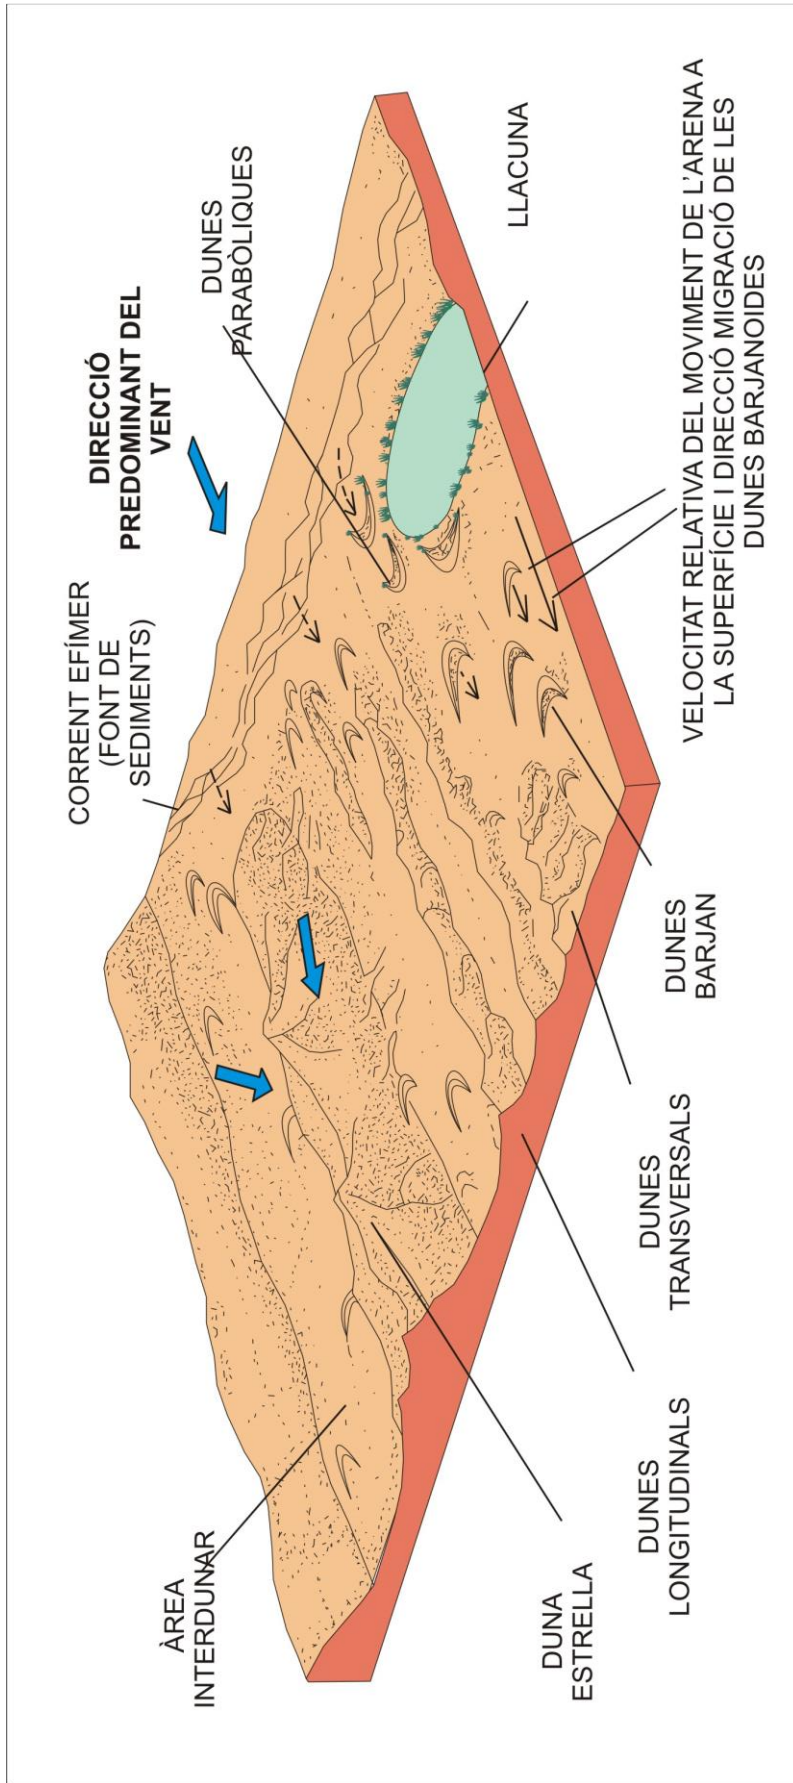 ÀREA
INTERDUNAR
CORRENT EFÍMER
(FONT DE
SEDIMENTS)
DIRECCIÓ
PREDOMINANT DEL
VENT
DUNES
PARABÒLIQUES
LLACUNA
DUNA
ESTRELLA
DUNES
LONGITUDINALS
DUNES
TRANSVERSALS
DUNES
BARJAN
VELOCITAT RELATIVA DEL MOVIMENT DE L'ARENA A
LA SUPERFÍCIE I DIRECCIÓ MIGRACIÓ DE LES
DUNES BARJANOIDES